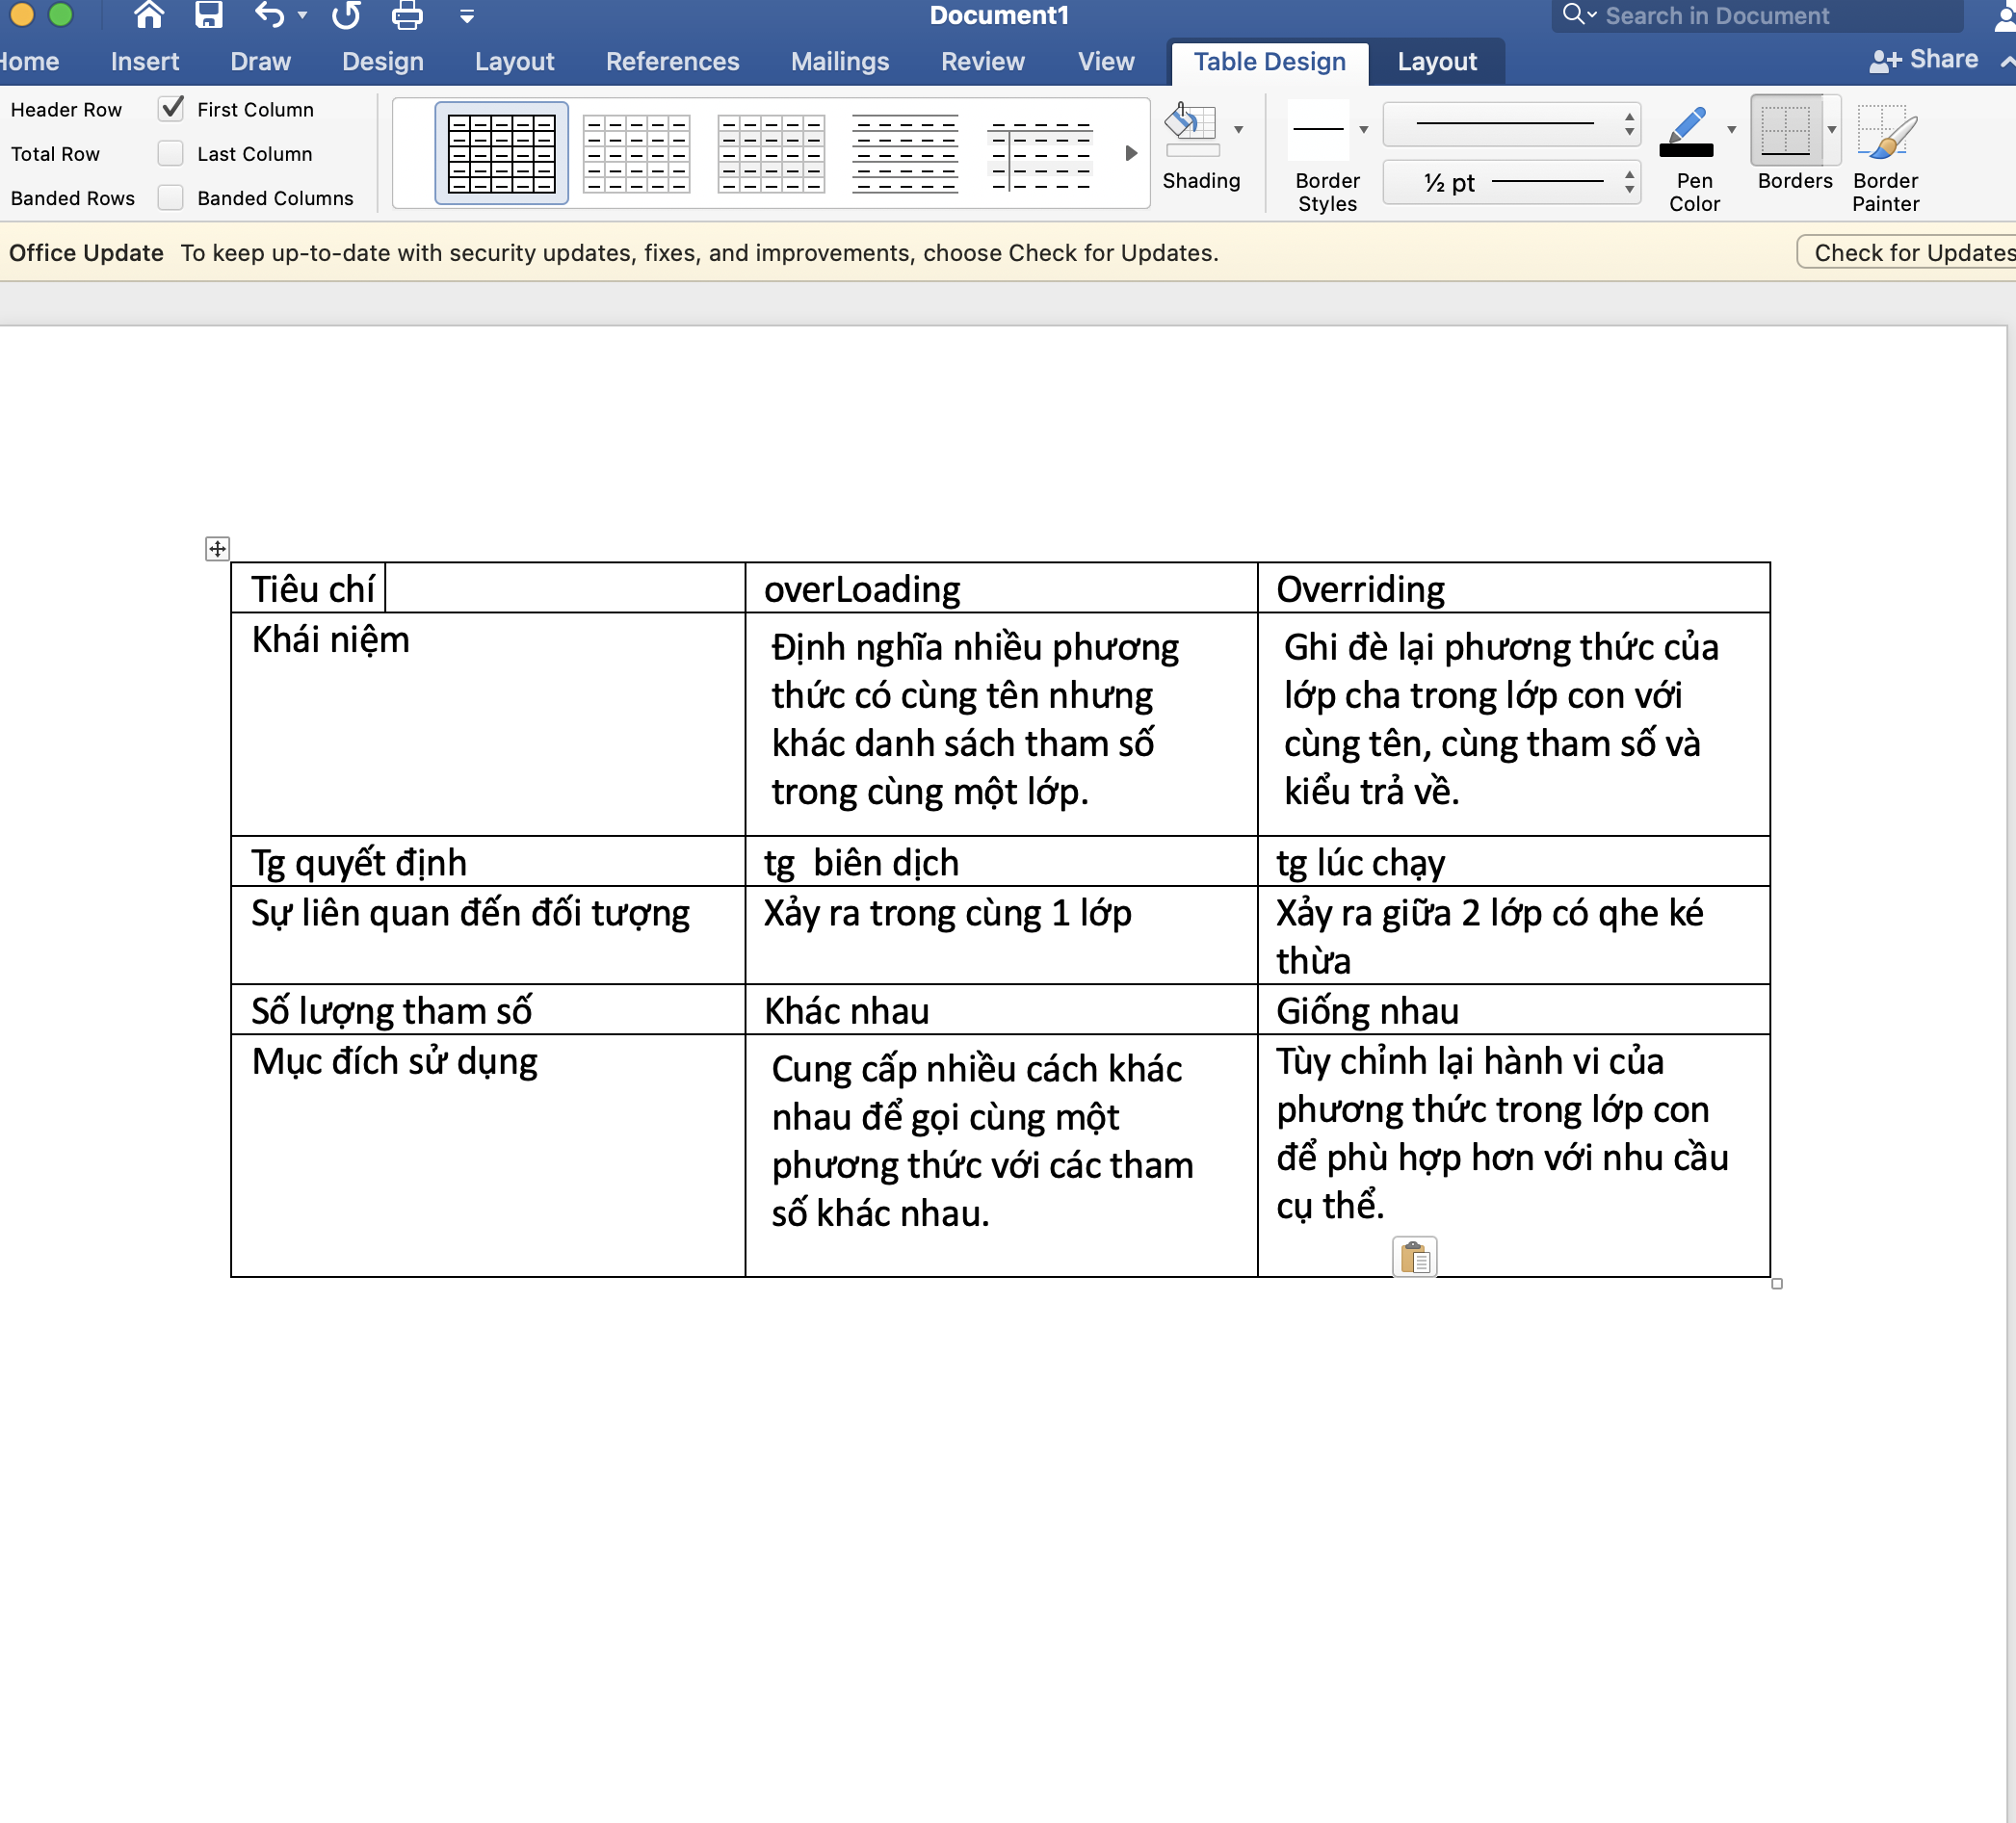 Document1
Search in Document
Home Insert Draw Design Layout References Mailings Review View Table Design Layout Share
Header Row First Column
Total Row Last Column
Banded Rows Banded Columns
Shading
Border Styles
½ pt
Pen Color
Borders
Border Painter
Office Update To keep up-to-date with security updates, fixes, and improvements, choose Check for Updates.
Check for Updates
Tiêu chí
overLoading
Overriding
Khái niệm
Định nghĩa nhiều phương
thức có cùng tên nhưng
khác danh sách tham số
trong cùng một lớp.
Ghi đè lại phương thức của
lớp cha trong lớp con với
cùng tên, cùng tham số và
kiểu trả về.
Tg quyết định
tg biên dịch
tg lúc chạy
Sự liên quan đến đối tượng
Xảy ra trong cùng 1 lớp
Xảy ra giữa 2 lớp có qhe ké
thừa
Số lượng tham số
Khác nhau
Giống nhau
Mục đích sử dụng
Cung cấp nhiều cách khác
nhau để gọi cùng một
phương thức với các tham
số khác nhau.
Tùy chỉnh lại hành vi của
phương thức trong lớp con
để phù hợp hơn với nhu cầu
cụ thể.